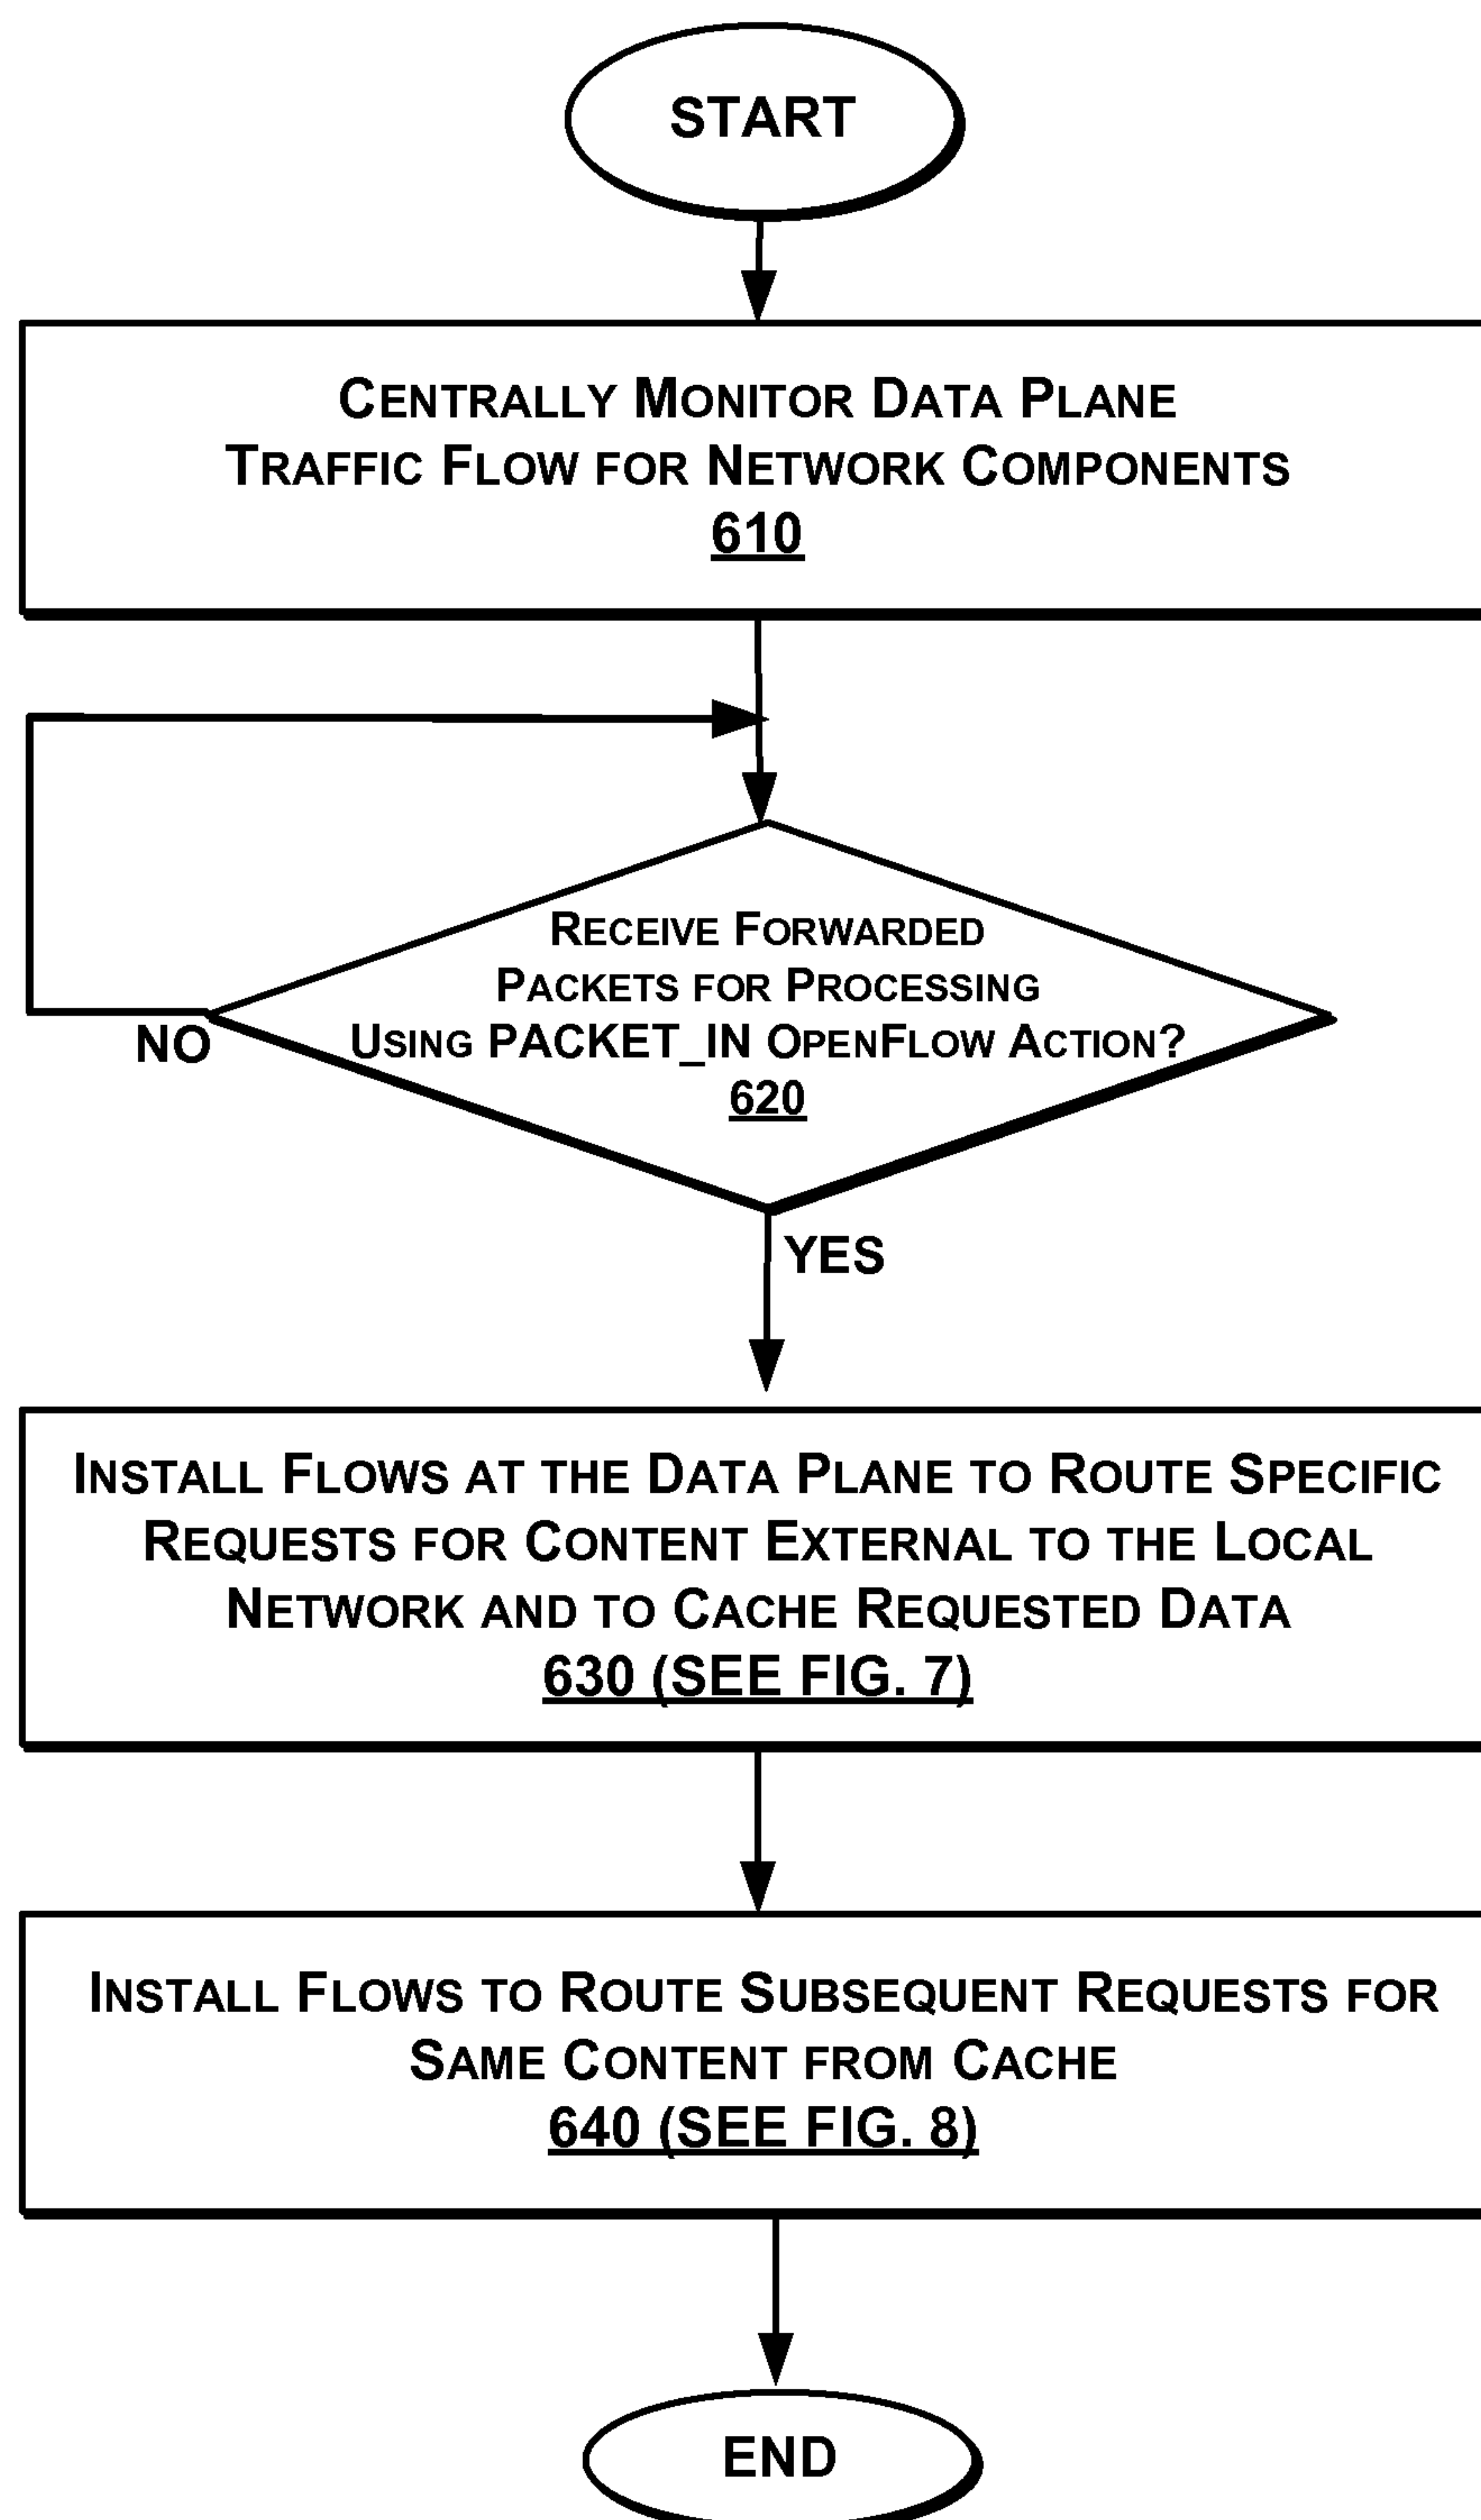 START
CENTRALLY MONITOR DATA PLANE
TRAFFIC FLOW FOR NETWORK COMPONENTS
610
RECEIVE FORWARDED
PACKETS FOR PROCESSING
USING PACKET_IN OPENFLOW ACTION?
620
NO
YES
INSTALL FLOWS AT THE DATA PLANE TO ROUTE SPECIFIC
REQUESTS FOR CONTENT EXTERNAL TO THE LOCAL
NETWORK AND TO CACHE REQUESTED DATA
630 (SEE FIG. 7)
INSTALL FLOWS TO ROUTE SUBSEQUENT REQUESTS FOR
SAME CONTENT FROM CACHE
640 (SEE FIG. 8)
END